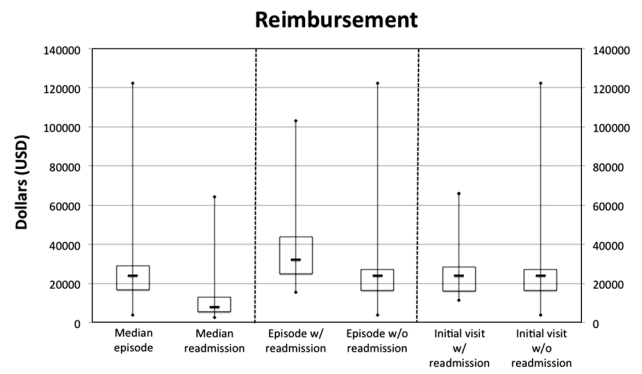 Reimbursement
Dollars (USD)
140000
120000
100000
80000
60000
40000
20000
0
140000
120000
100000
80000
60000
40000
20000
0
Median
episode
Median
readmission
Episode w/
readmission
Episode w/o
readmission
Initial visit
w/
readmission
Initial visit
w/o
readmission